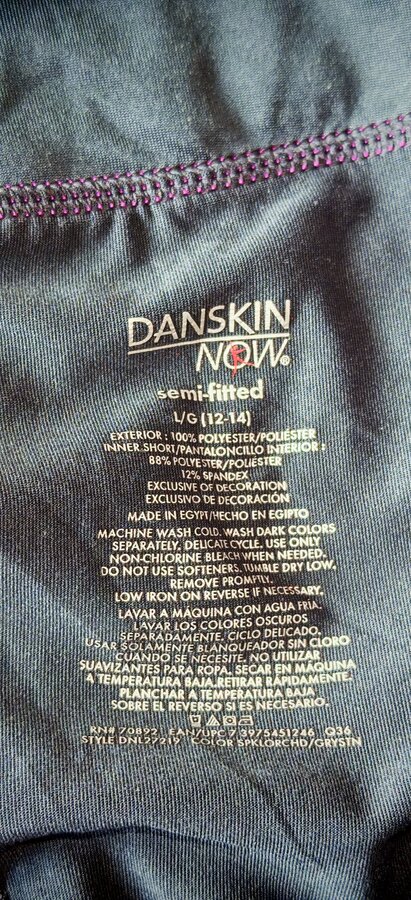 DANSKIN
NOW®
semi-fitted
L/G (12-14)
EXTERIOR : 100% POLYESTER/POLIÉSTER
INNER SHORT/PANTALONCILLO INTERIOR :
88% POLYESTER/POLIÉSTER
12% SPANDEX
EXCLUSIVE OF DECORATION
EXCLUSIVO DE DECORACIÓN
MADE IN EGYPT/HECHO EN EGIPTO
MACHINE WASH COLD. WASH DARK COLORS
SEPARATELY. DELICATE CYCLE. USE ONLY
NON-CHLORINE BLEACH WHEN NEEDED.
DO NOT USE SOFTENERS. TUMBLE DRY LOW.
REMOVE PROMPTLY.
LOW IRON ON REVERSE IF NECESSARY.
LAVAR A MÁQUINA CON AGUA FRIA.
LAVAR LOS COLORES OSCUROS
SEPARADAMENTE. CICLO DELICADO.
USAR SOLAMENTE BLANQUEADOR SIN CLORO
CUANDO SE NECESITE. NO UTILIZAR
SUAVIZANTES PARA ROPA. SECAR EN MÁQUINA
A TEMPERATURA BAJA.RETIRAR RÁPIDAMENTE.
PLANCHAR A TEMPERATURA BAJA
SOBRE EL REVERSO SI ES NECESARIO.
RN# 70892 EAN/UPC 7 3975451246 Q36
STYLE DNL27219 COLOR SPKLORCHD/GRYSTN